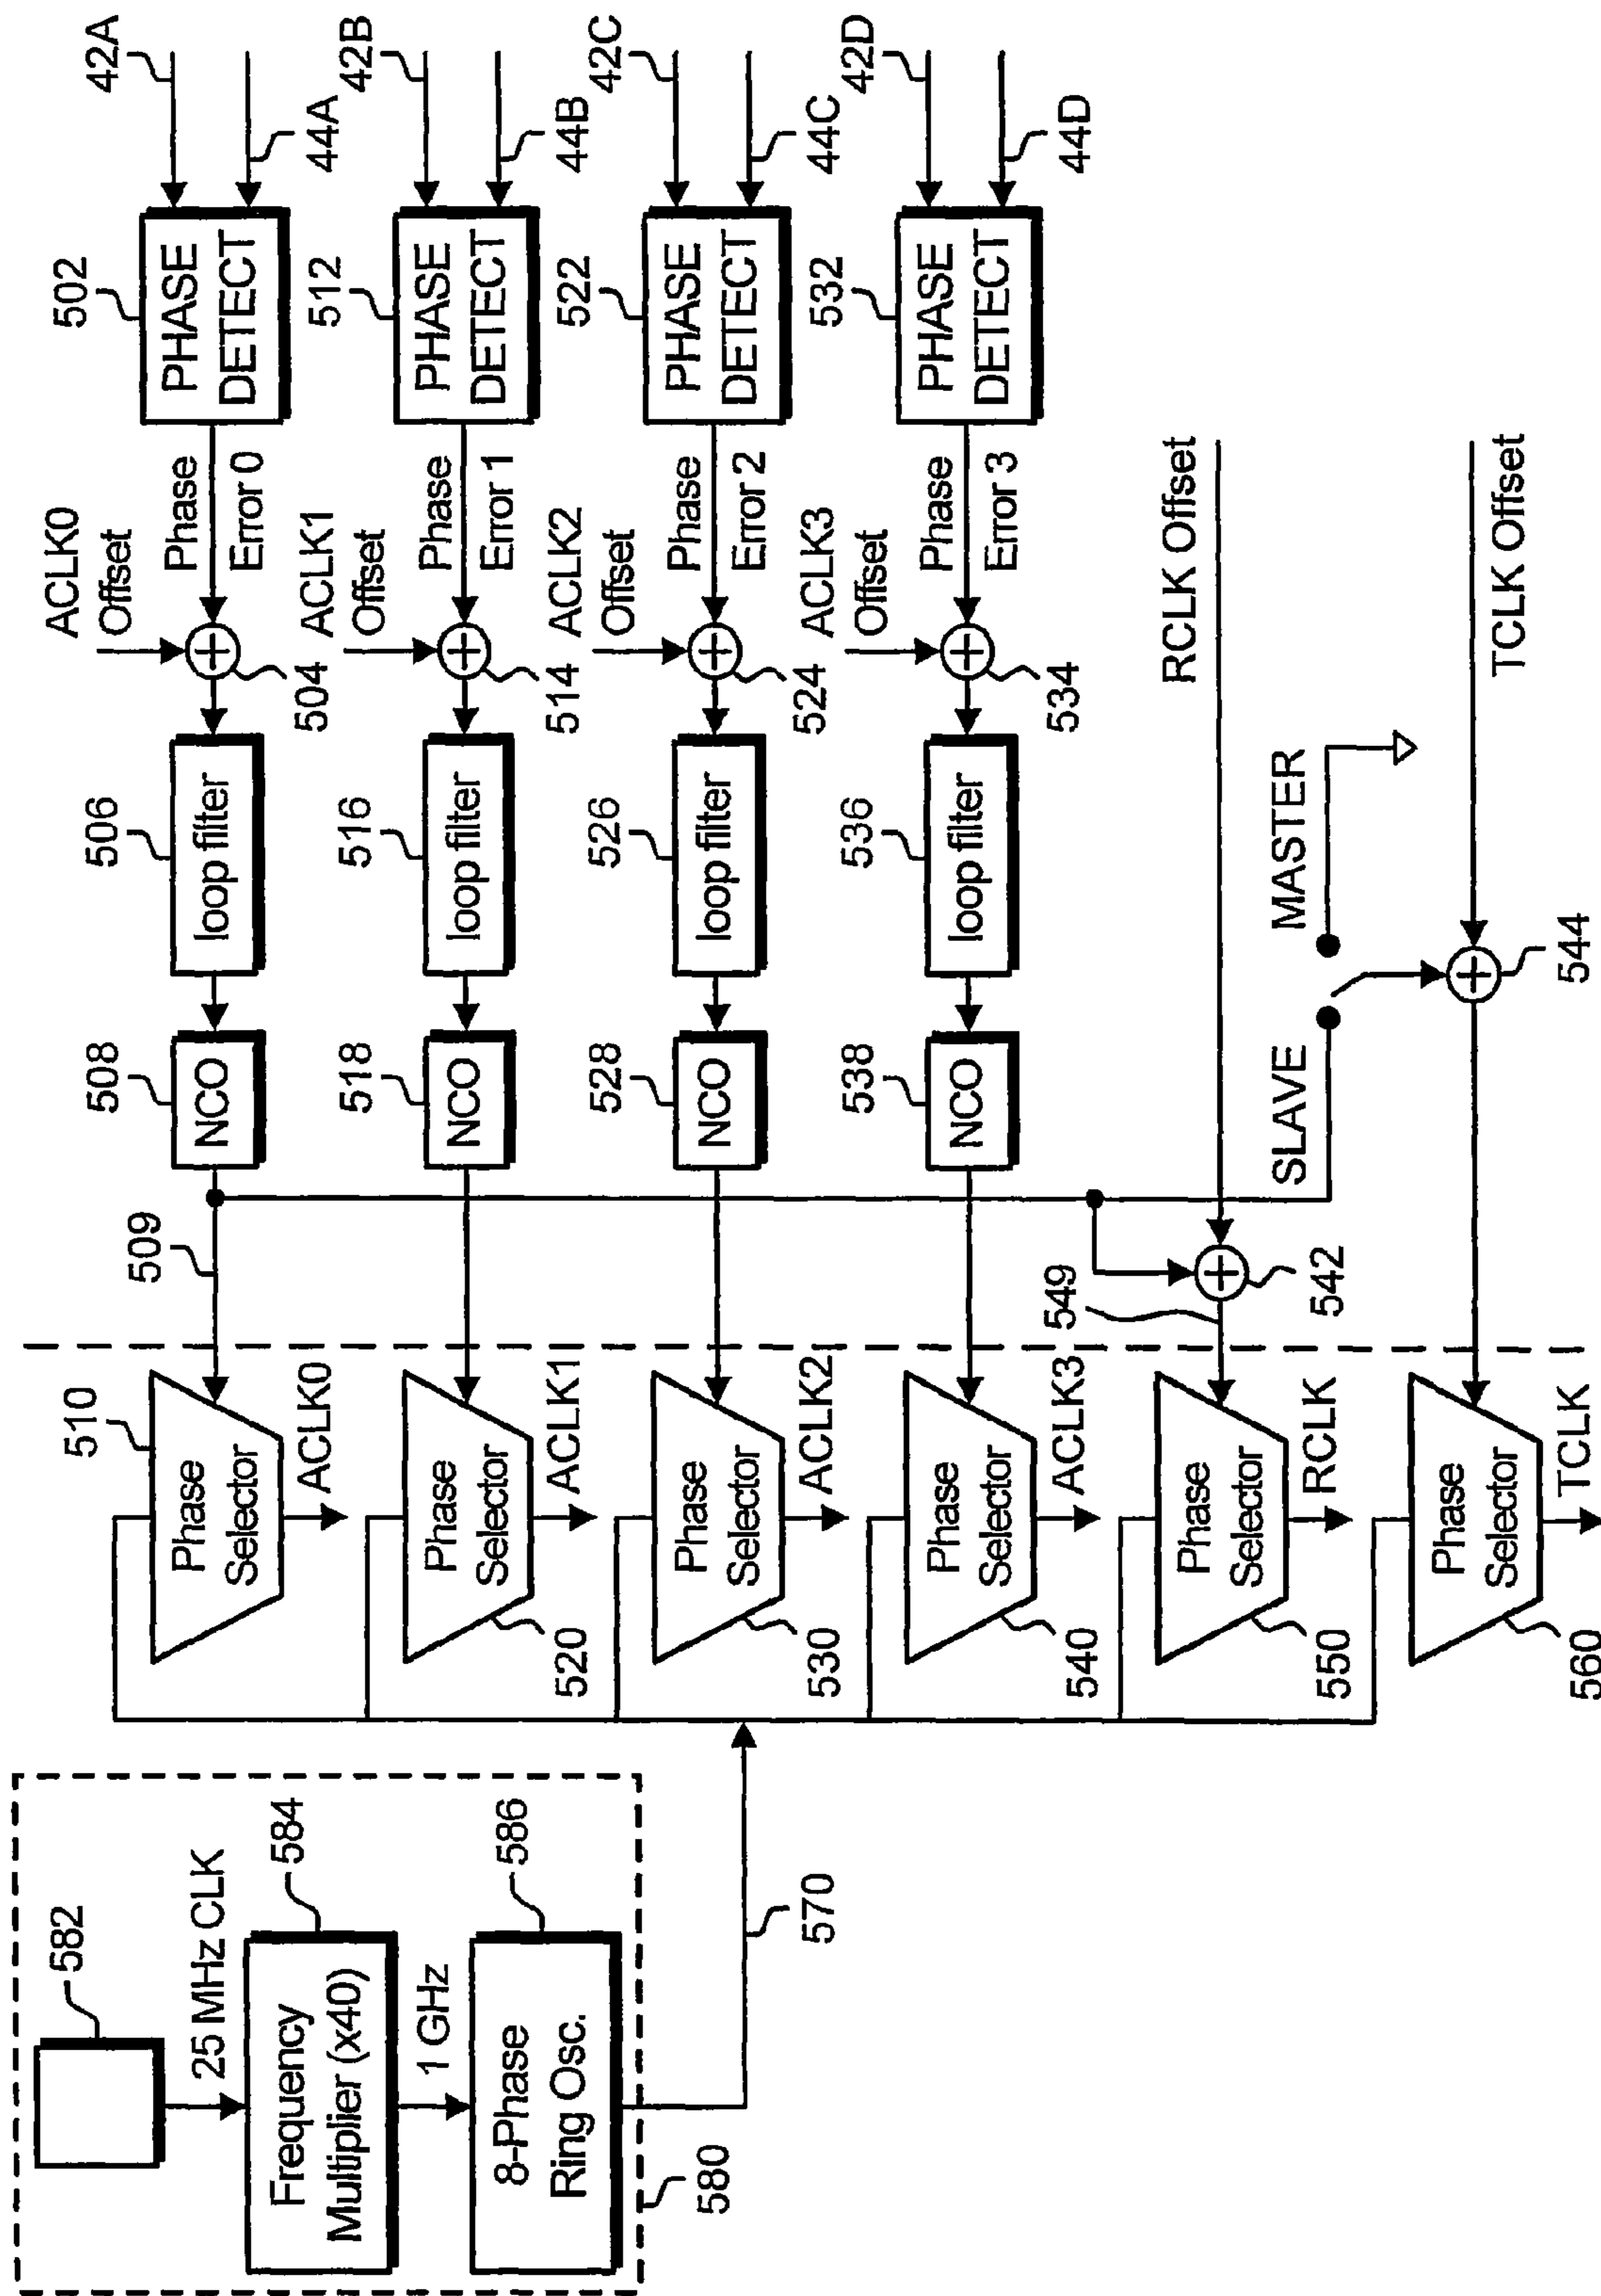 42A
44A
42B
44B
42C
44C
42D
44D
502
PHASE
DETECT
512
PHASE
DETECT
522
PHASE
DETECT
532
PHASE
DETECT
ACLK0
Offset
Phase
Error 0
ACLK1
Offset
Phase
Error 1
ACLK2
Offset
Phase
Error 2
ACLK3
Offset
Phase
Error 3
RCLK Offset
TCLK Offset
504
514
524
534
506
loop filter
516
loop filter
526
loop filter
536
loop filter
MASTER
SLAVE
544
508
NCO
518
NCO
528
NCO
538
NCO
509
549
542
510
Phase
Selector
ACLK0
Phase
Selector
ACLK1
520
Phase
Selector
ACLK2
530
Phase
Selector
ACLK3
540
Phase
Selector
RCLK
550
Phase
Selector
TCLK
560
582
25 MHz CLK
584
Frequency
Multiplier (x40)
1 GHz
586
8-Phase
Ring Osc.
580
570